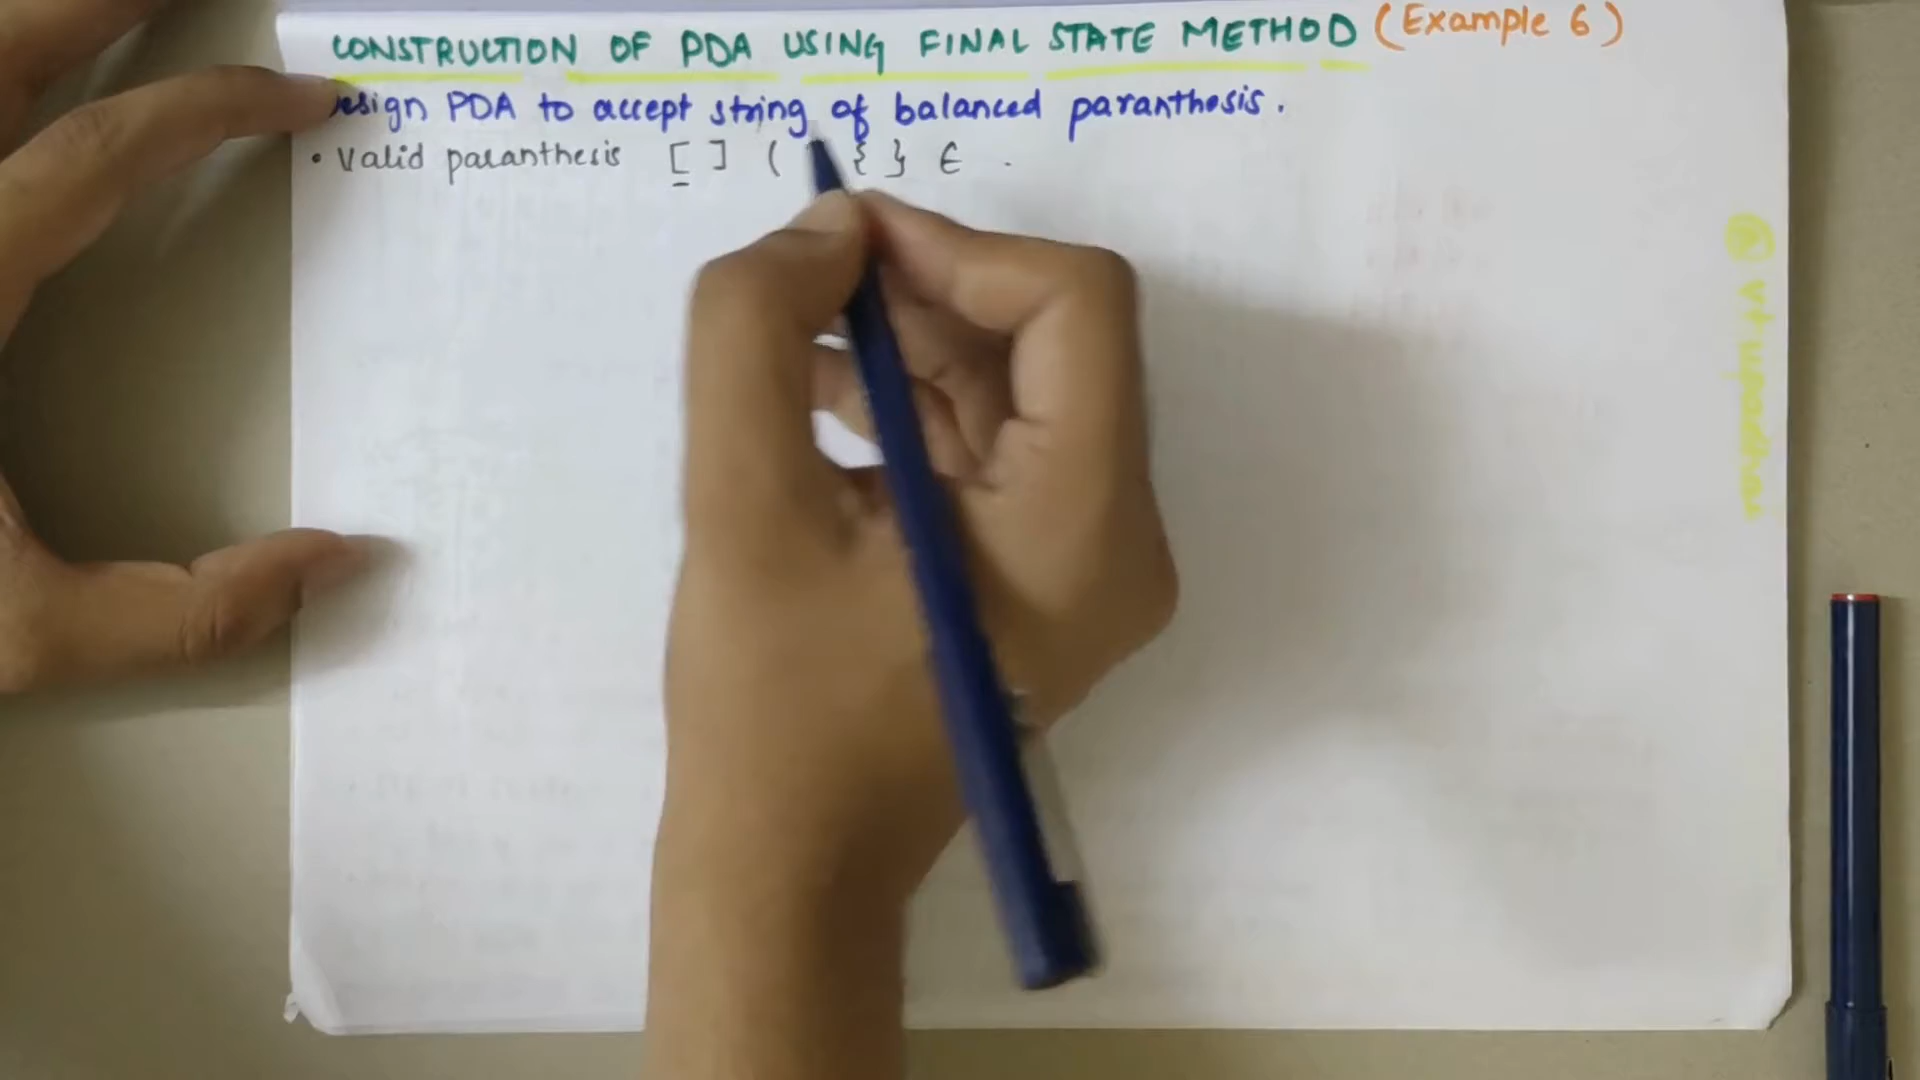 CONSTRUCTION OF PDA USING FINAL STATE METHOD (Example 6)
esign PDA to accept string of balanced paranthesis.
• Valid paranthesis [ ] ( { } ε .